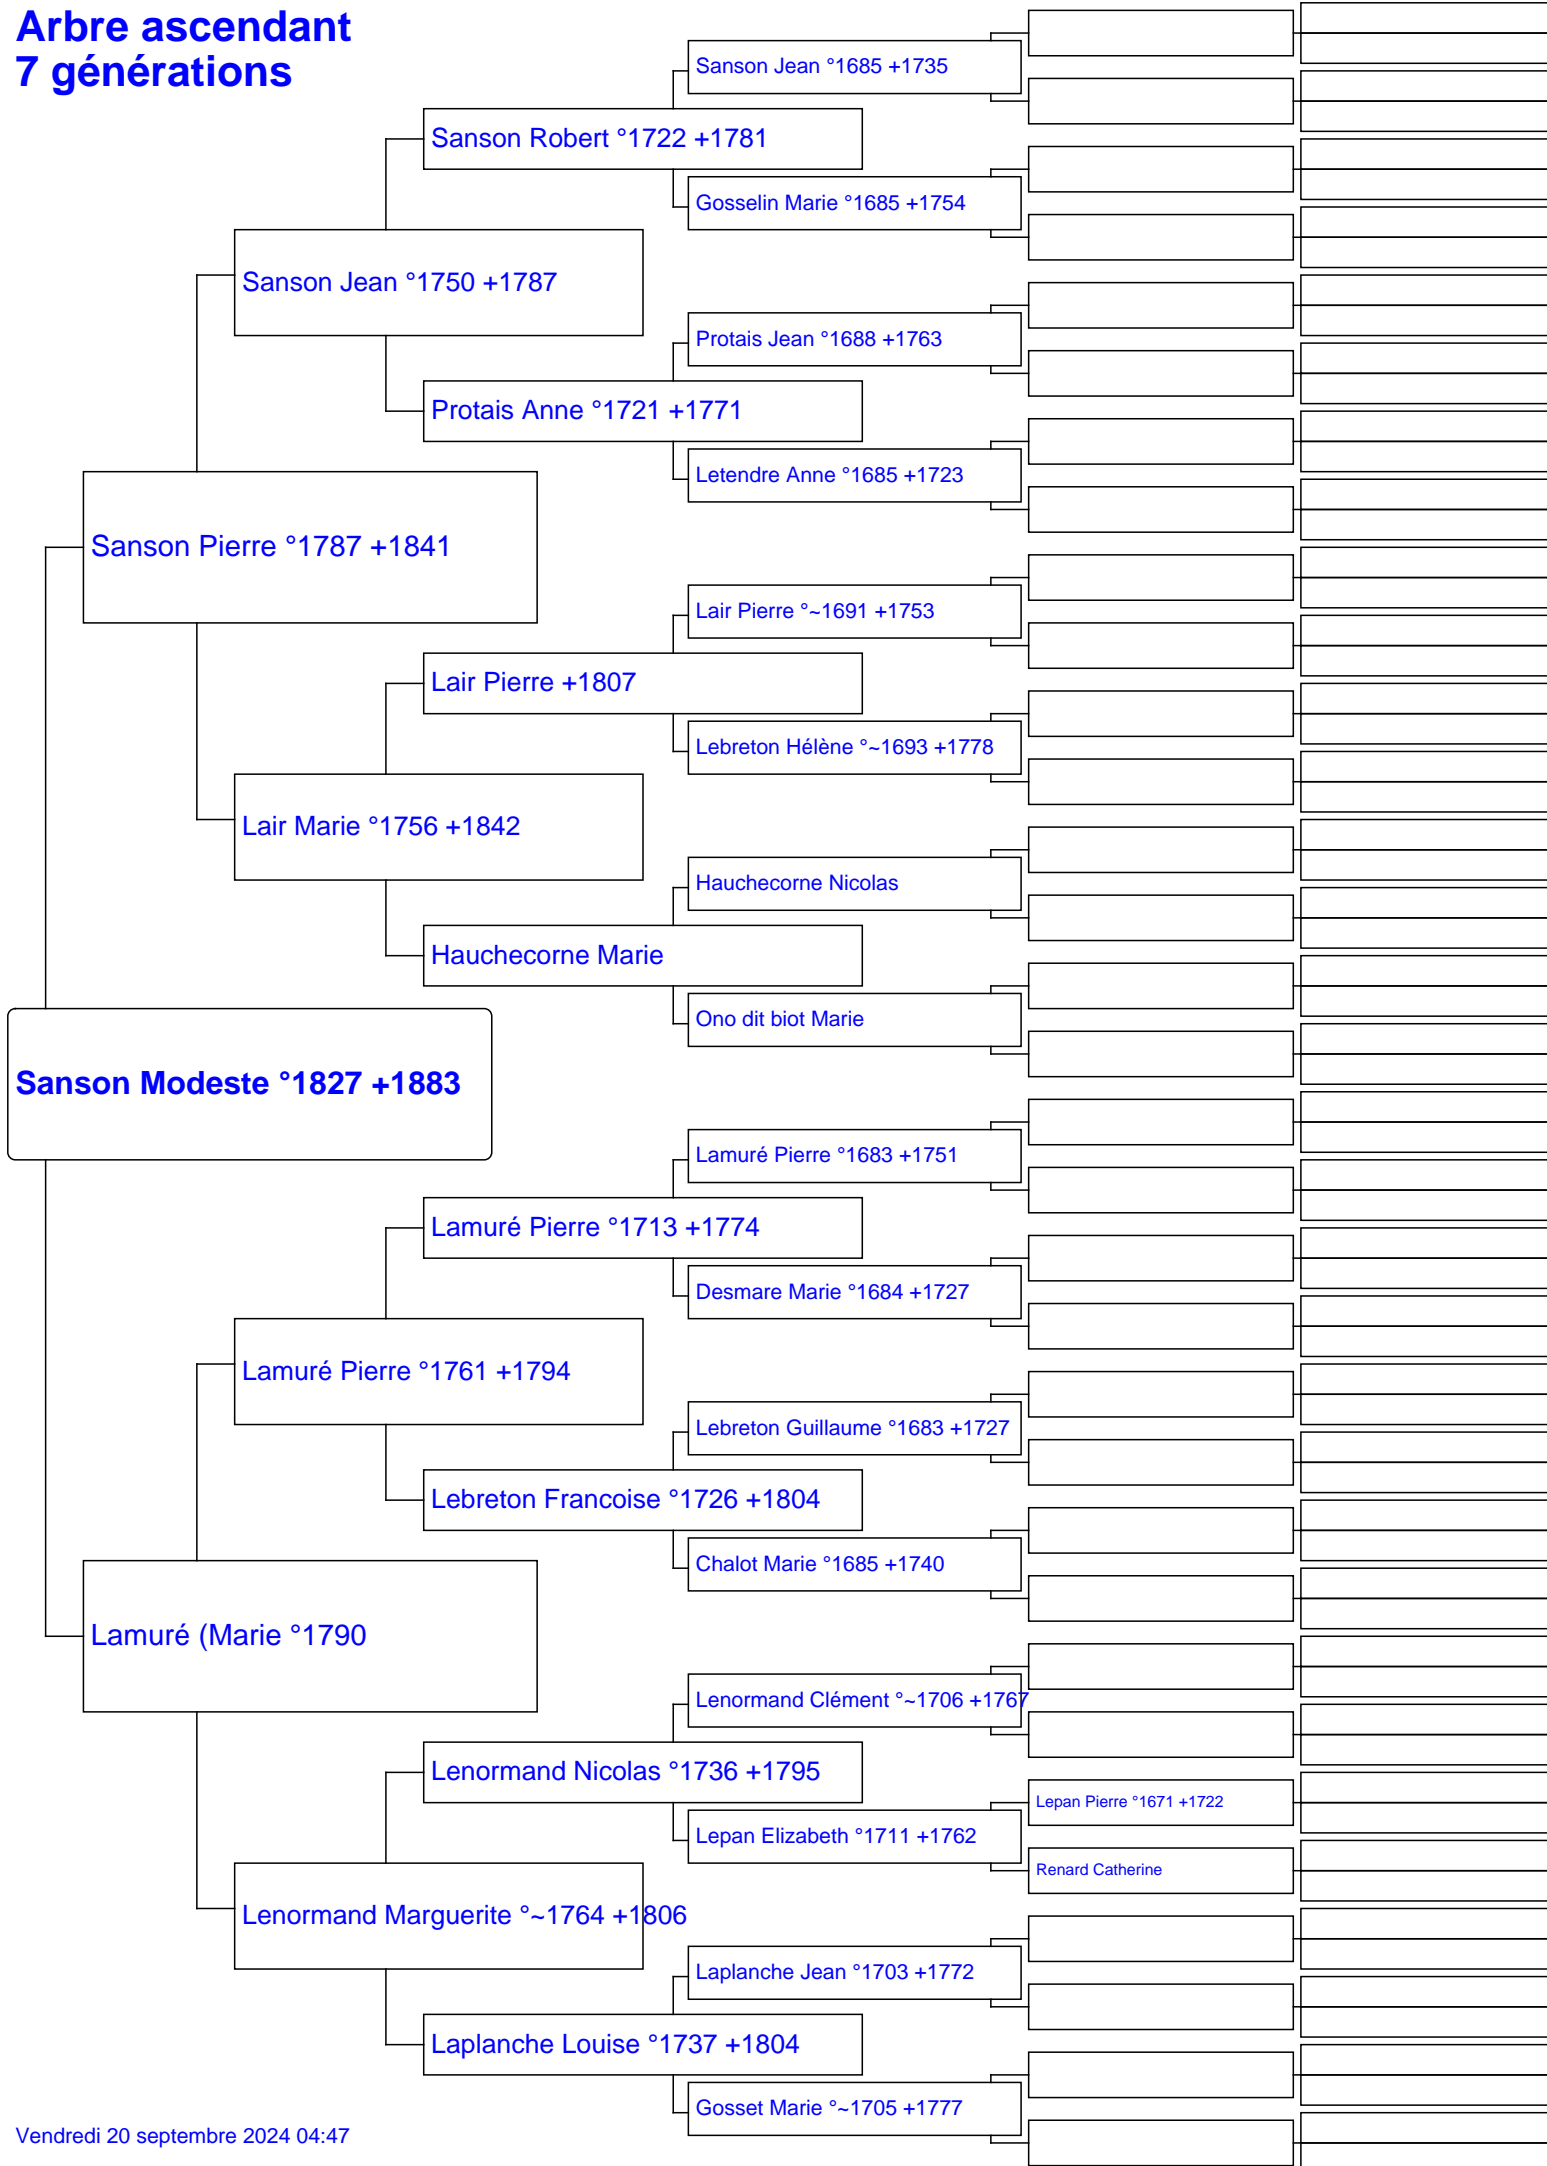 Arbre ascendant
7 générations
Sanson Jean °1685 +1735
Sanson Robert °1722 +1781
Gosselin Marie °1685 +1754
Sanson Jean °1750 +1787
Protais Jean °1688 +1763
Protais Anne °1721 +1771
Letendre Anne °1685 +1723
Sanson Pierre °1787 +1841
Lair Pierre °~1691 +1753
Lair Pierre +1807
Lebreton Hélène °~1693 +1778
Lair Marie °1756 +1842
Hauchecorne Nicolas
Hauchecorne Marie
Ono dit biot Marie
Sanson Modeste °1827 +1883
Lamuré Pierre °1683 +1751
Lamuré Pierre °1713 +1774
Desmare Marie °1684 +1727
Lamuré Pierre °1761 +1794
Lebreton Guillaume °1683 +1727
Lebreton Francoise °1726 +1804
Chalot Marie °1685 +1740
Lamuré (Marie °1790
Lenormand Clément °~1706 +1767
Lenormand Nicolas °1736 +1795
Lepan Pierre °1671 +1722
Lepan Elizabeth °1711 +1762
Renard Catherine
Lenormand Marguerite °~1764 +1806
Laplanche Jean °1703 +1772
Laplanche Louise °1737 +1804
Gosset Marie °~1705 +1777
Vendredi 20 septembre 2024 04:47